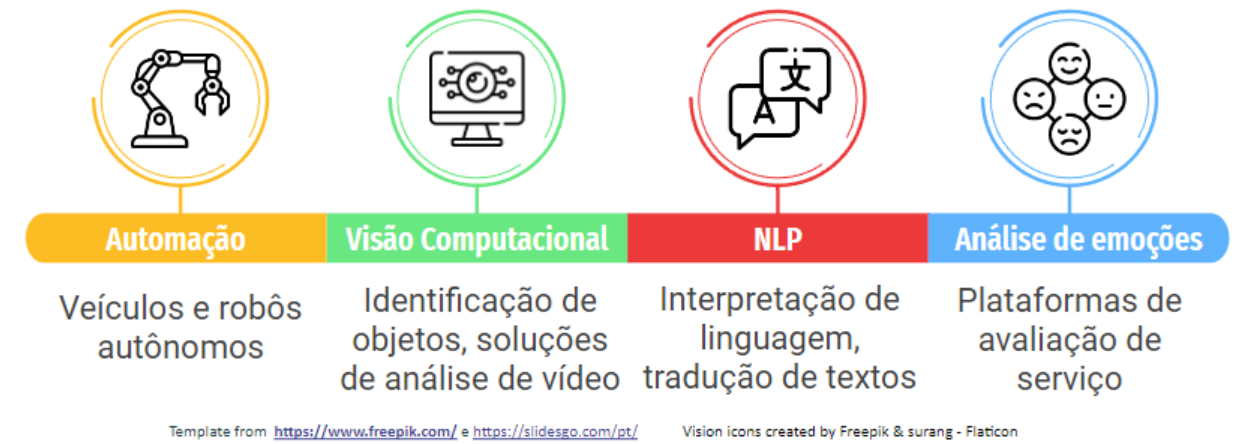 文
A
Automação
Visão Computacional
NLP
Análise de emoções
Veículos e robôs
autônomos
Identificação de
objetos, soluções
de análise de vídeo
Interpretação de
linguagem,
tradução de textos
Plataformas de
avaliação de
serviço
Template from https://www.freepik.com/ e https://slidesgo.com/pt/
Vision icons created by Freepik & surang - Flaticon